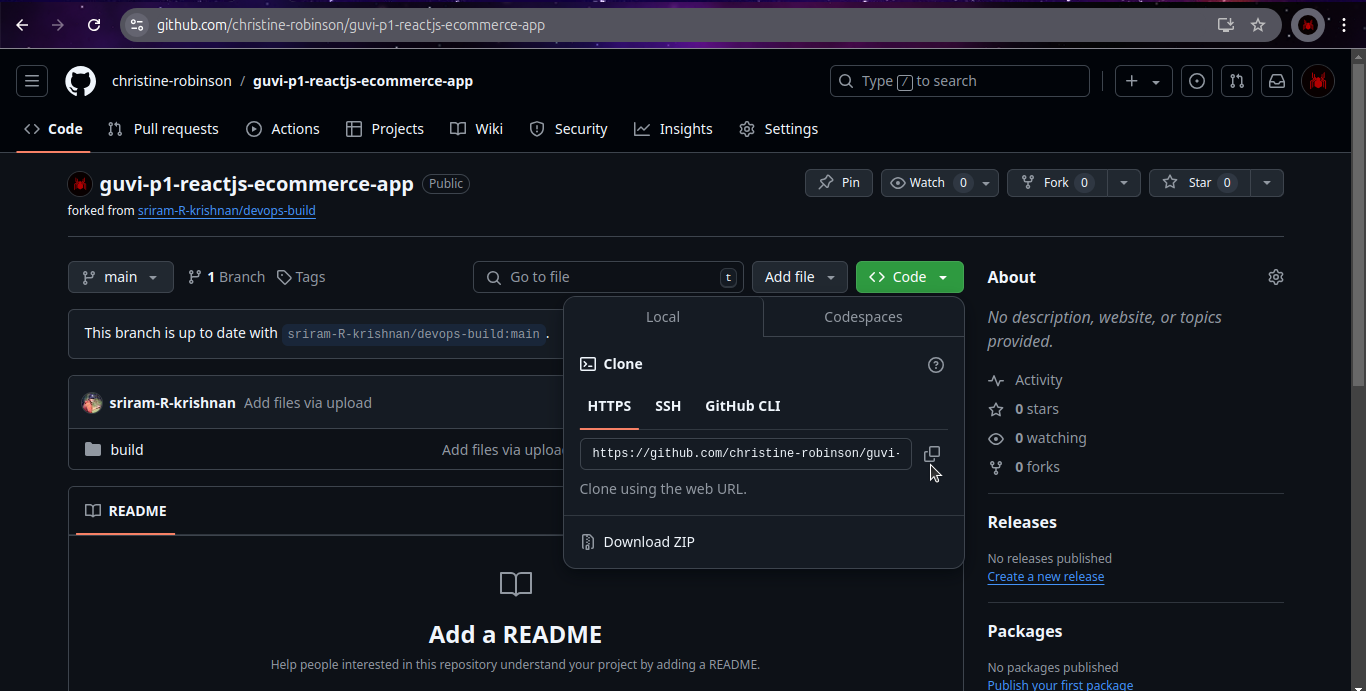 github.com/christine-robinson/guvi-p1-reactjs-ecommerce-app
christine-robinson / guvi-p1-reactjs-ecommerce-app
Type / to search
Code Pull requests Actions Projects Wiki Security Insights Settings
guvi-p1-reactjs-ecommerce-app Public
Pin Watch 0 Fork 0 Star 0
forked from sriram-R-krishnan/devops-build
main 1 Branch Tags Go to file t Add file Code
This branch is up to date with sriram-R-krishnan/devops-build:main .
sriram-R-krishnan Add files via upload
build Add files via uploa
README
Add a README
Help people interested in this repository understand your project by adding a README.
Local Codespaces
Clone
HTTPS SSH GitHub CLI
https://github.com/christine-robinson/guvi-
Clone using the web URL.
Download ZIP
About
No description, website, or topics
provided.
Activity
0 stars
0 watching
0 forks
Releases
No releases published
Create a new release
Packages
No packages published
Publish your first package